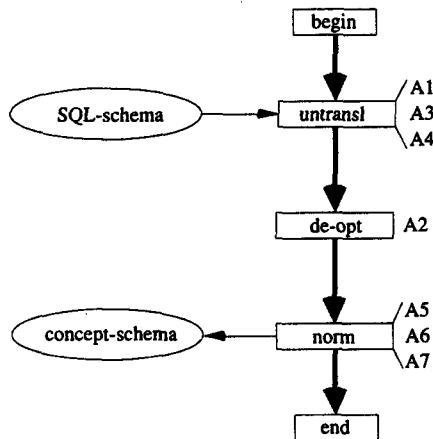 begin
A1
SQL-schema
untransl
A3
A4
de-opt
A2
A5
concept-schema
norm
A6
A7
end